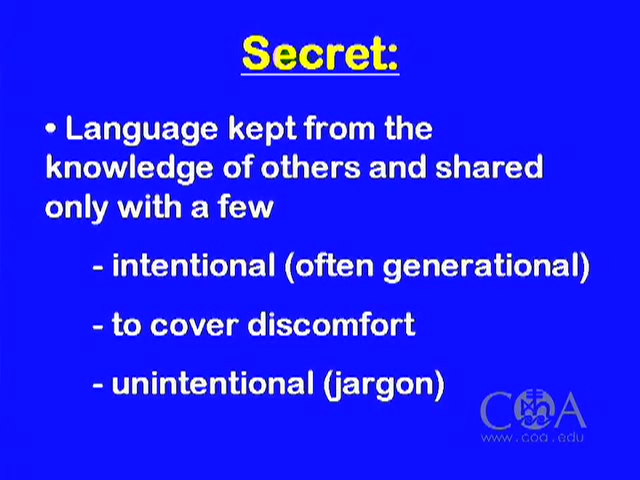 Secret:
• Language kept from the
knowledge of others and shared
only with a few
- intentional (often generational)
- to cover discomfort
- unintentional (jargon)
COA
www.coa.edu